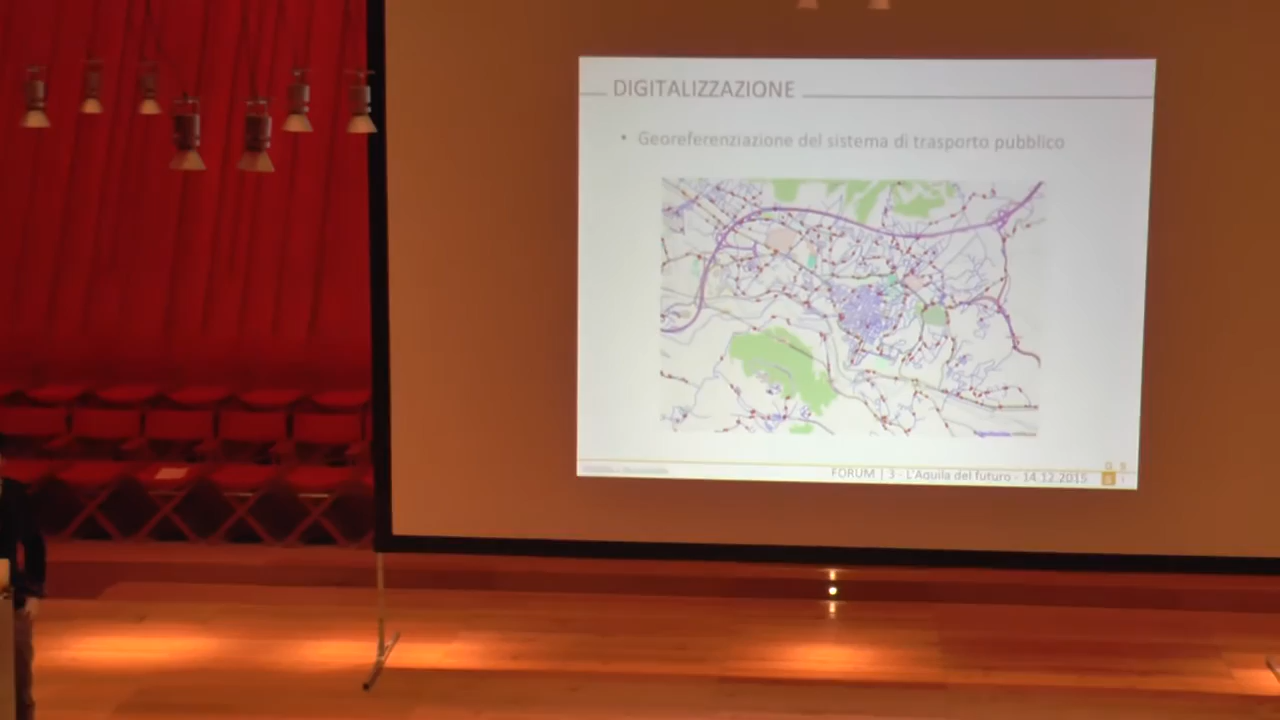 DIGITALIZZAZIONE
• Georeferenziazione del sistema di trasporto pubblico
FORUM | 3 - L'Aquila del futuro - 14.12.2015